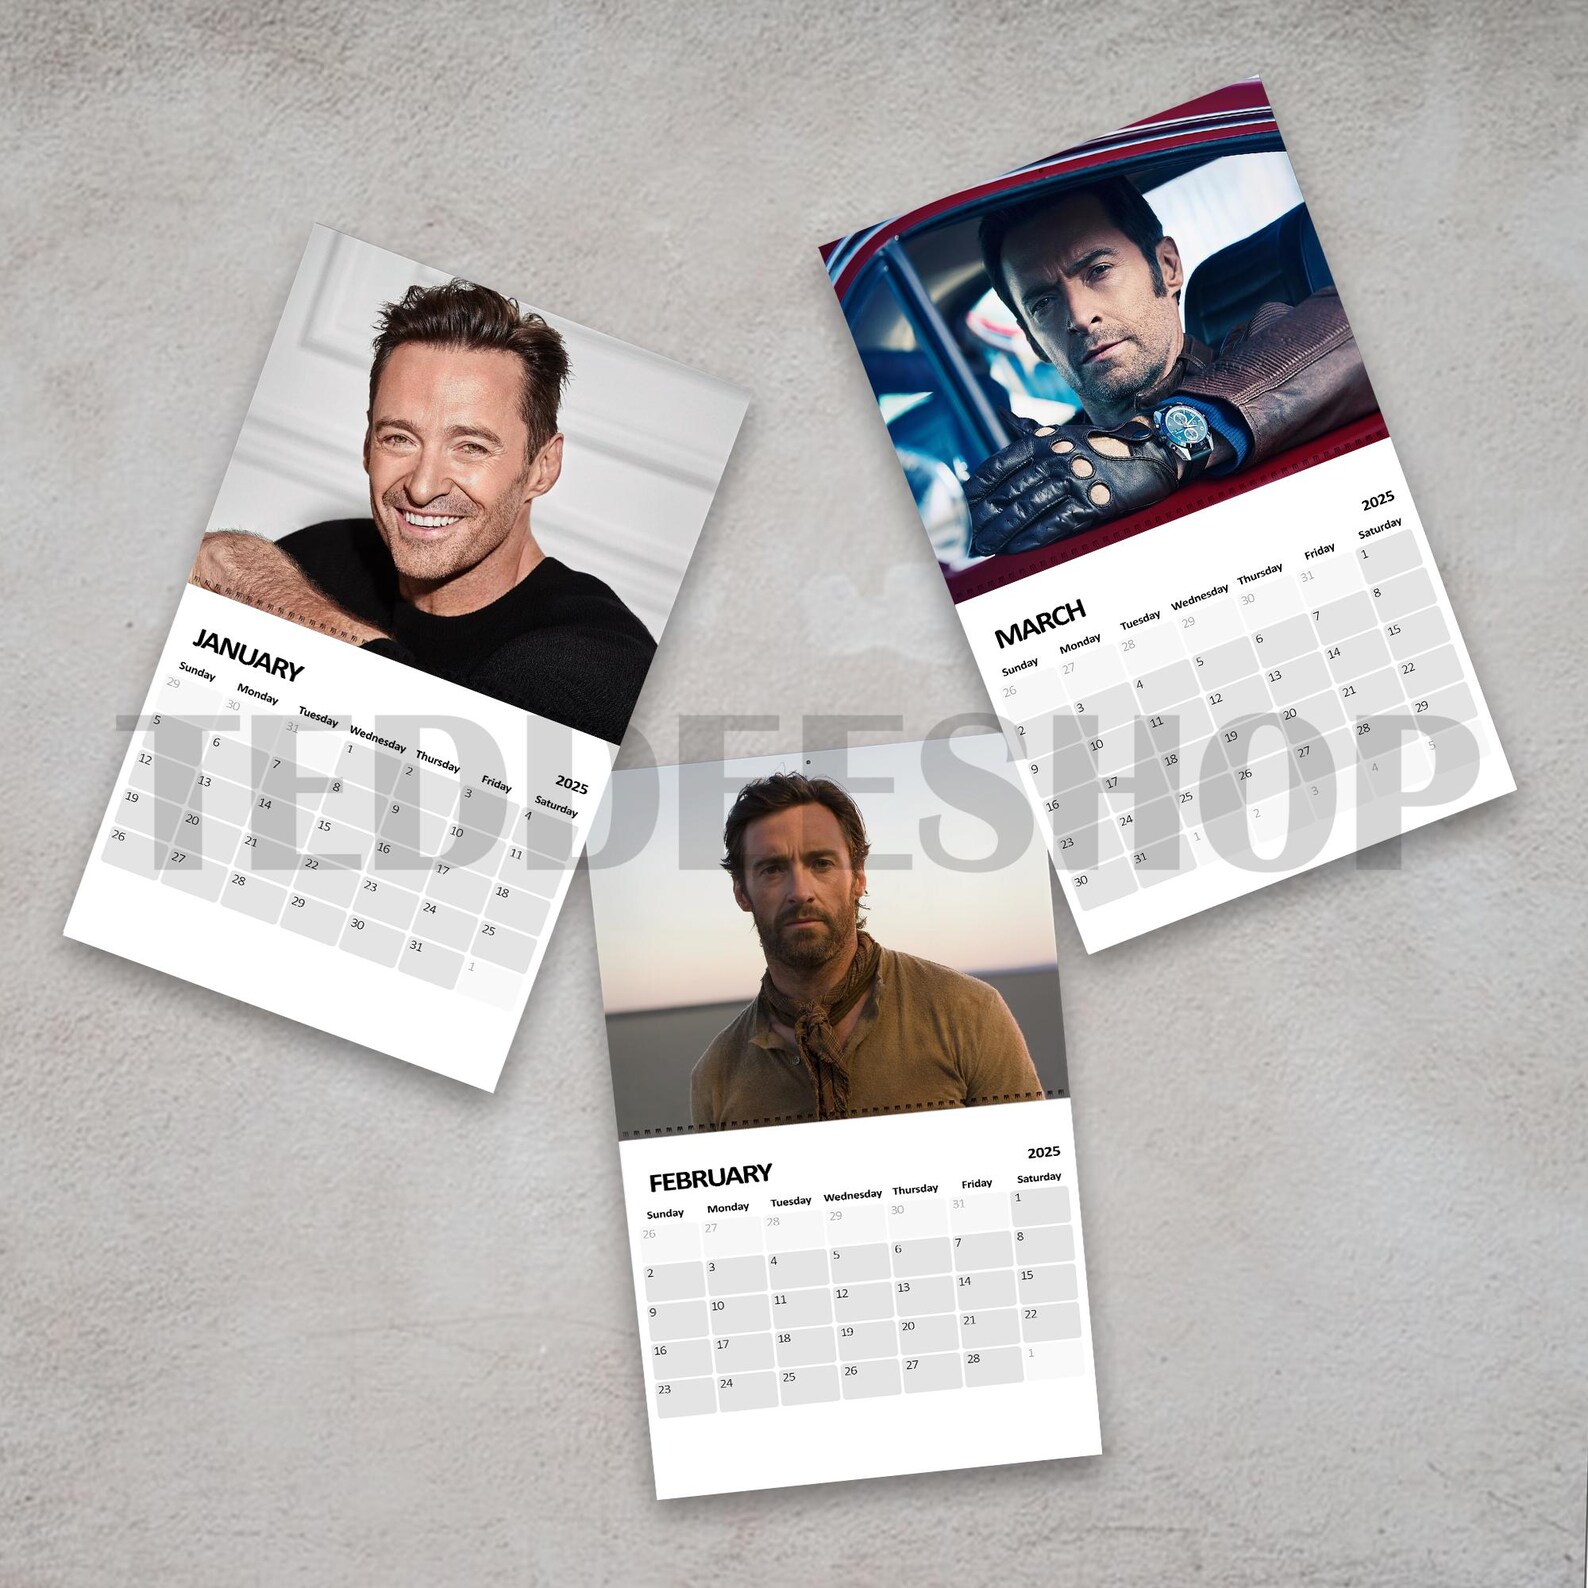 JANUARY
2025
Sunday Monday Tuesday Wednesday Thursday Friday Saturday
29 30 31 1 2 3 4
5 6 7 8 9 10 11
12 13 14 15 16 17 18
19 20 21 22 23 24 25
26 27 28 29 30 31 1
MARCH
2025
Sunday Monday Tuesday Wednesday Thursday Friday Saturday
26 27 28 29 30 31 1
2 3 4 5 6 7 8
9 10 11 12 13 14 15
16 17 18 19 20 21 22
23 24 25 26 27 28 29
30 31 1 2 3 4 5
TEDDEESHOP
FEBRUARY
2025
Sunday Monday Tuesday Wednesday Thursday Friday Saturday
26 27 28 29 30 31 1
2 3 4 5 6 7 8
9 10 11 12 13 14 15
16 17 18 19 20 21 22
23 24 25 26 27 28 1